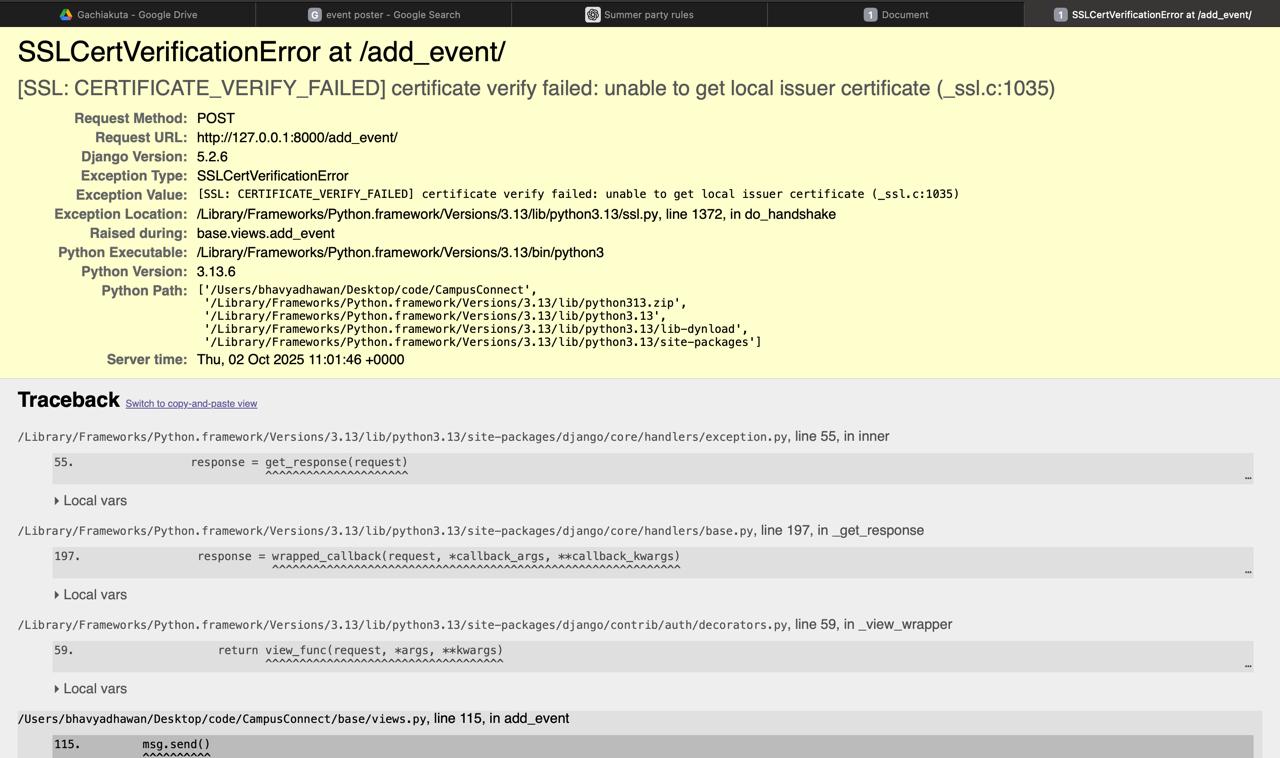 Gachiakuta - Google Drive
G event poster - Google Search
Summer party rules
1 Document
1 SSLCertVerificationError at /add_event/
SSLCertVerificationError at /add_event/
[SSL: CERTIFICATE_VERIFY_FAILED] certificate verify failed: unable to get local issuer certificate (_ssl.c:1035)
Request Method: POST
Request URL: http://127.0.0.1:8000/add_event/
Django Version: 5.2.6
Exception Type: SSLCertVerificationError
Exception Value: [SSL: CERTIFICATE_VERIFY_FAILED] certificate verify failed: unable to get local issuer certificate (_ssl.c:1035)
Exception Location: /Library/Frameworks/Python.framework/Versions/3.13/lib/python3.13/ssl.py, line 1372, in do_handshake
Raised during: base.views.add_event
Python Executable: /Library/Frameworks/Python.framework/Versions/3.13/bin/python3
Python Version: 3.13.6
Python Path: ['/Users/bhavyadhawan/Desktop/code/CampusConnect',
'/Library/Frameworks/Python.framework/Versions/3.13/lib/python313.zip',
'/Library/Frameworks/Python.framework/Versions/3.13/lib/python3.13',
'/Library/Frameworks/Python.framework/Versions/3.13/lib/python3.13/lib-dynload',
'/Library/Frameworks/Python.framework/Versions/3.13/lib/python3.13/site-packages']
Server time: Thu, 02 Oct 2025 11:01:46 +0000
Traceback Switch to copy-and-paste view
/Library/Frameworks/Python.framework/Versions/3.13/lib/python3.13/site-packages/django/core/handlers/exception.py, line 55, in inner
55. response = get_response(request)
^^^^^^^^^^^^^^^^^^^^^ …
Local vars
/Library/Frameworks/Python.framework/Versions/3.13/lib/python3.13/site-packages/django/core/handlers/base.py, line 197, in _get_response
197. response = wrapped_callback(request, *callback_args, **callback_kwargs)
^^^^^^^^^^^^^^^^^^^^^^^^^^^^^^^^^^^^^^^^^^^^^^^^^^^^^^^^^^^^ …
Local vars
/Library/Frameworks/Python.framework/Versions/3.13/lib/python3.13/site-packages/django/contrib/auth/decorators.py, line 59, in _view_wrapper
59. return view_func(request, *args, **kwargs)
^^^^^^^^^^^^^^^^^^^^^^^^^^^^^^^^^^^ …
Local vars
/Users/bhavyadhawan/Desktop/code/CampusConnect/base/views.py, line 115, in add_event
115. msg.send()
^^^^^^^^^^